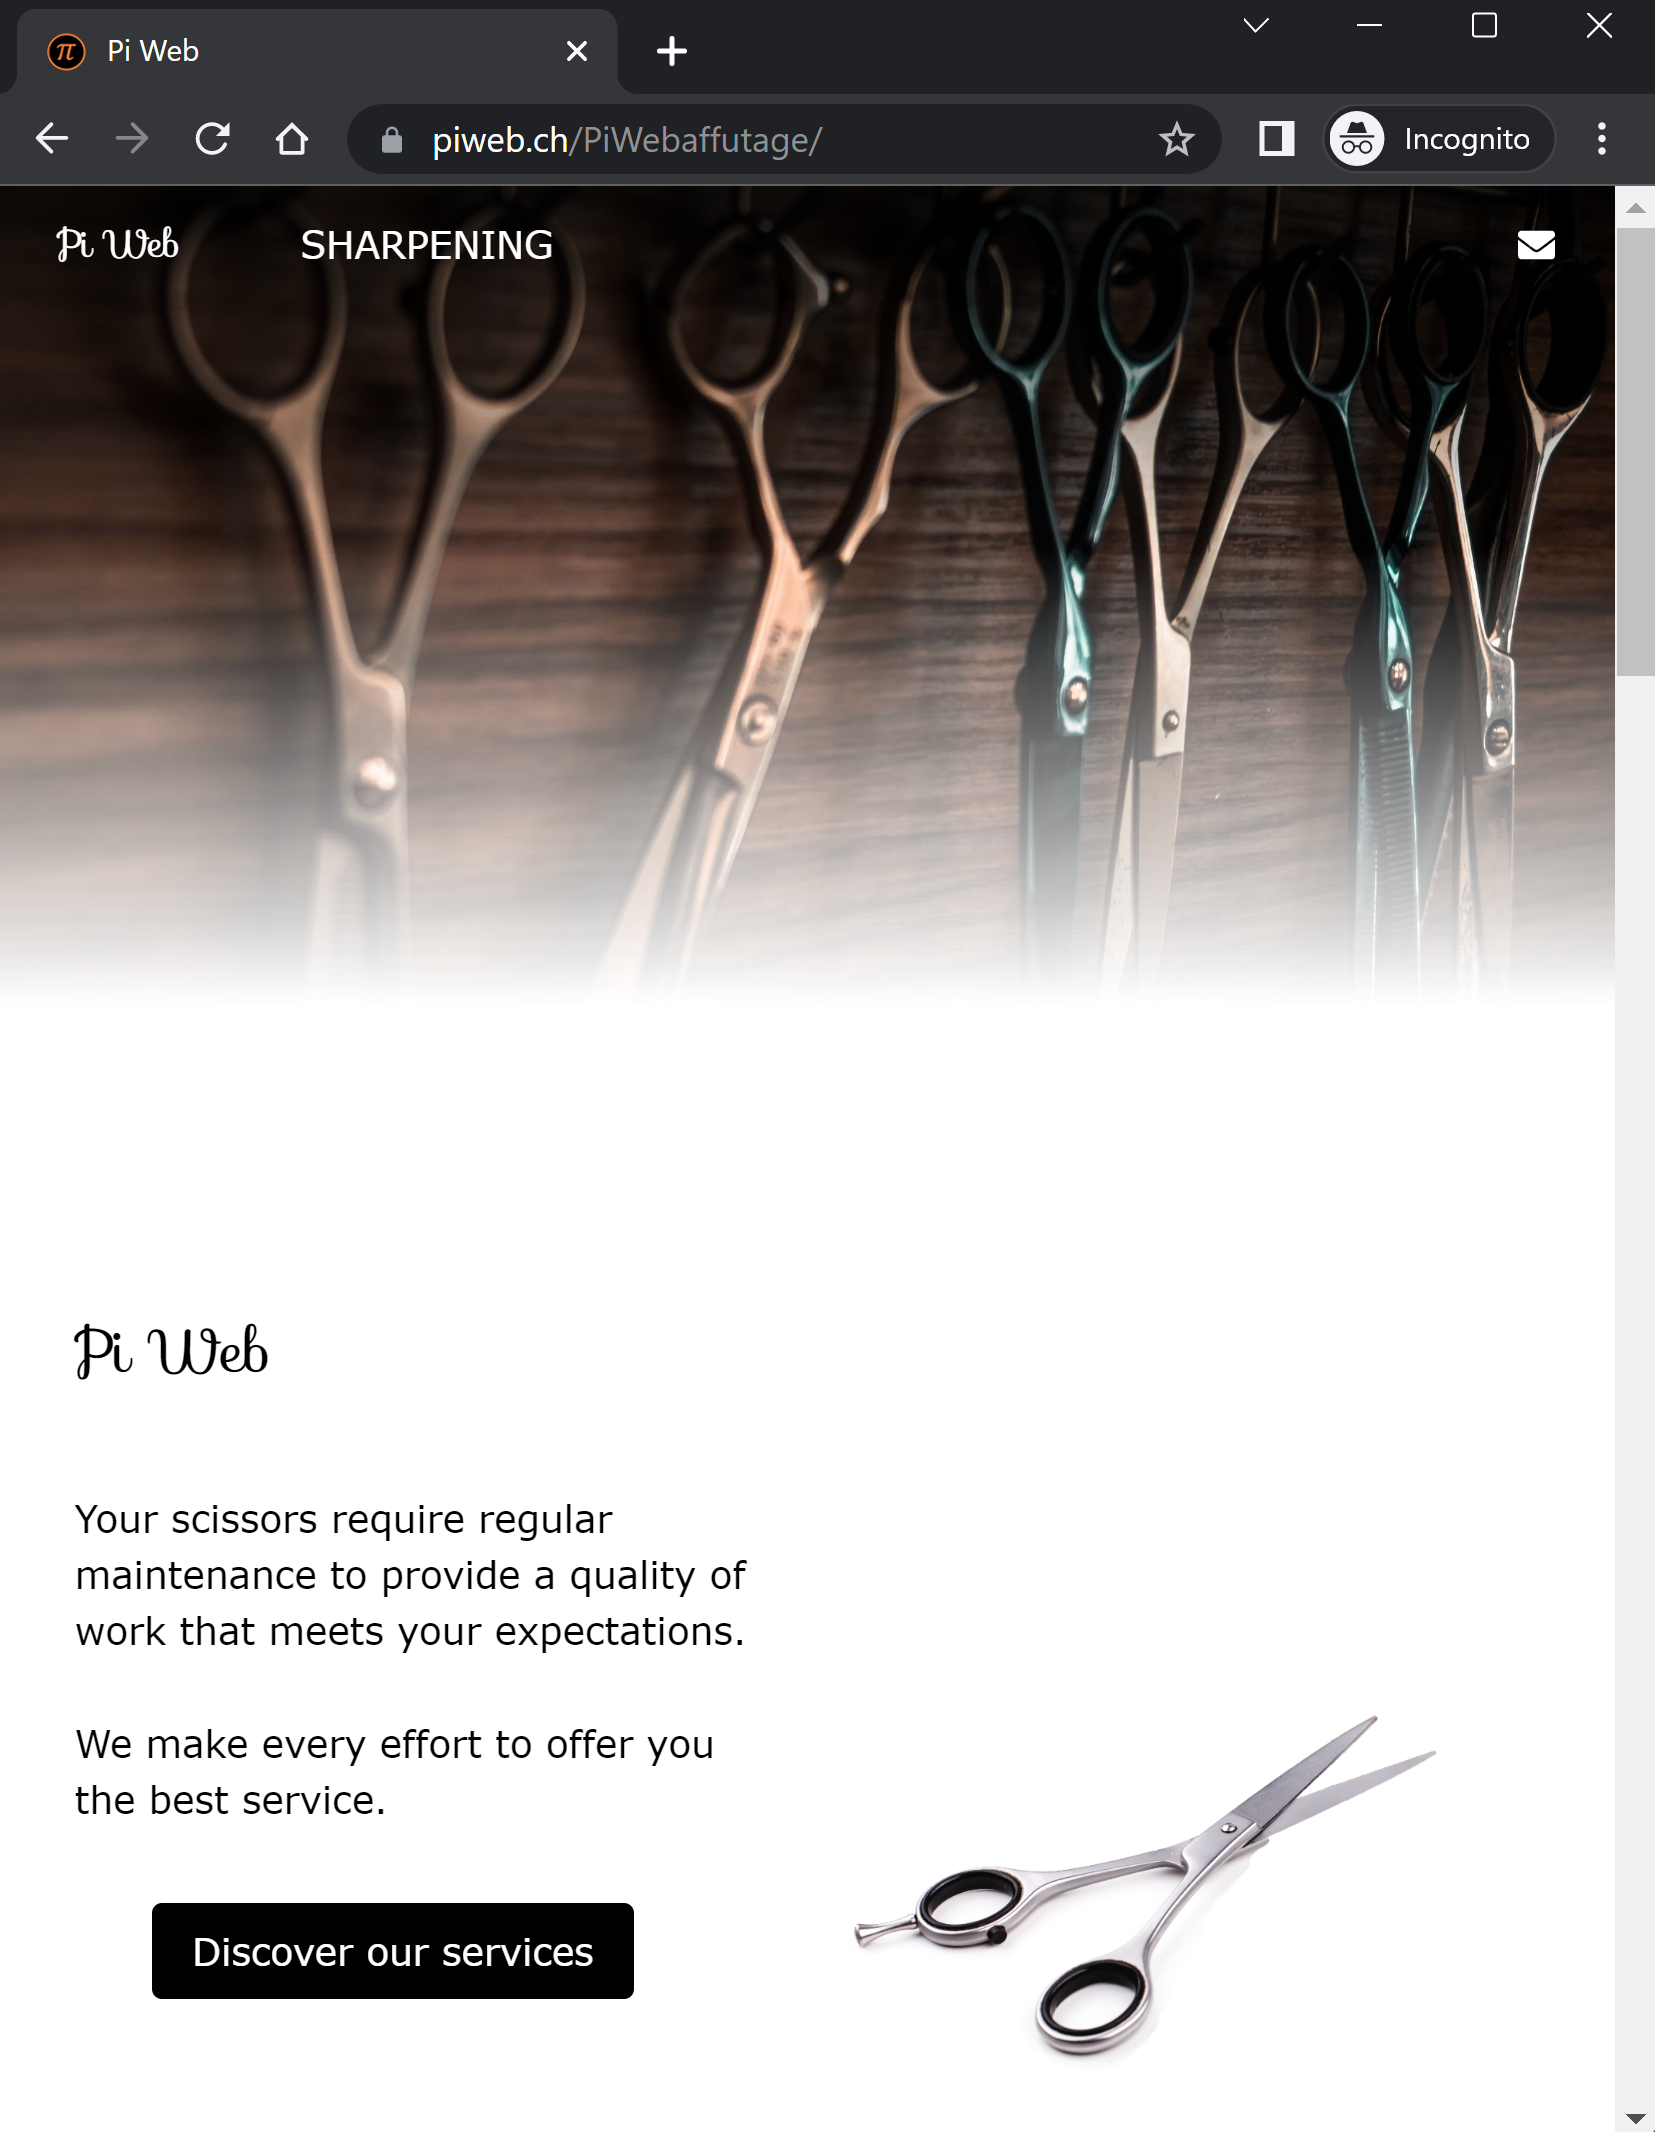 Pi Web
piweb.ch/PiWebaffutage/
Incognito
Pi Web
SHARPENING
Pi Web
Your scissors require regular
maintenance to provide a quality of
work that meets your expectations.
We make every effort to offer you
the best service.
Discover our services